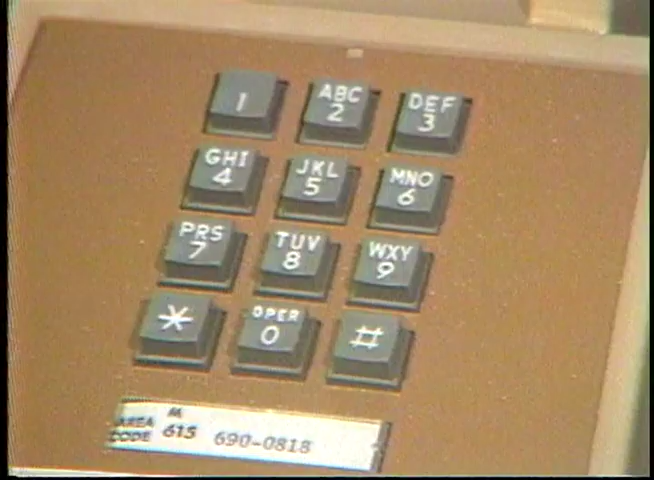 1 ABC 2 DEF 3
GHI 4 JKL 5 MNO 6
PRS 7 TUV 8 WXY 9
* OPER 0 #
AREA CODE 615 690-0818